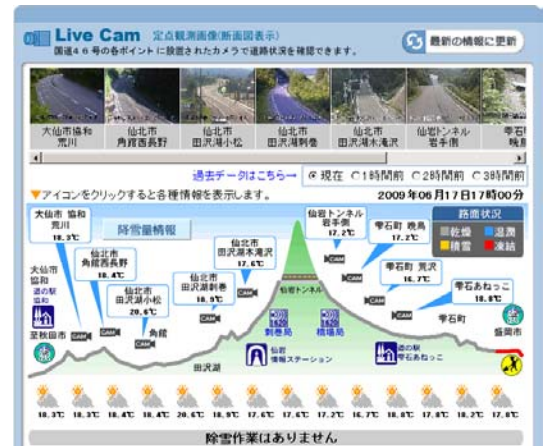 Live Cam 定点観測画像(断面図表示)
国道46号の各ポイントに設置されたカメラで道路状況を確認できます。
最新の情報に更新
大仙市協和
荒川
仙北市
角館西長野
仙北市
田沢湖小松
仙北市
田沢湖刺巻
仙北市
田沢湖木滝沢
仙岩トンネル
岩手側
雫石
過去データはこちら→ 現在 1時間前 2時間前 3時間前
▼アイコンをクリックすると各種情報を表示します。 2009年06月17日17時00分
大仙市 協和
荒川
18.3℃
降雪量情報
仙北市
角館西長野
18.4℃
仙北市
田沢湖小松
20.6℃
仙北市
田沢湖刺巻
18.9℃
仙北市
田沢湖木滝沢
17.6℃
仙岩トンネル
岩手側
17.2℃
雫石町 晩鳥
17.2℃
雫石町 荒沢
16.7℃
雫石あねっこ
18.8℃
路面状況
乾燥 湿潤
積雪 凍結
大仙市
協和
道の駅
協和
至秋田市
CAM
角館
田沢湖
仙岩トンネル
1620
刺巻局
1620
橋場局
仙岩
情報ステーション
道の駅
雫石あねっこ
雫石町
盛岡市
18.3℃ 18.3℃ 18.4℃ 18.4℃ 20.6℃ 18.9℃ 17.6℃ 17.6℃ 17.2℃ 16.7℃ 18.8℃ 17.8℃ 18.2℃ 17.8℃
除雪作業はありません